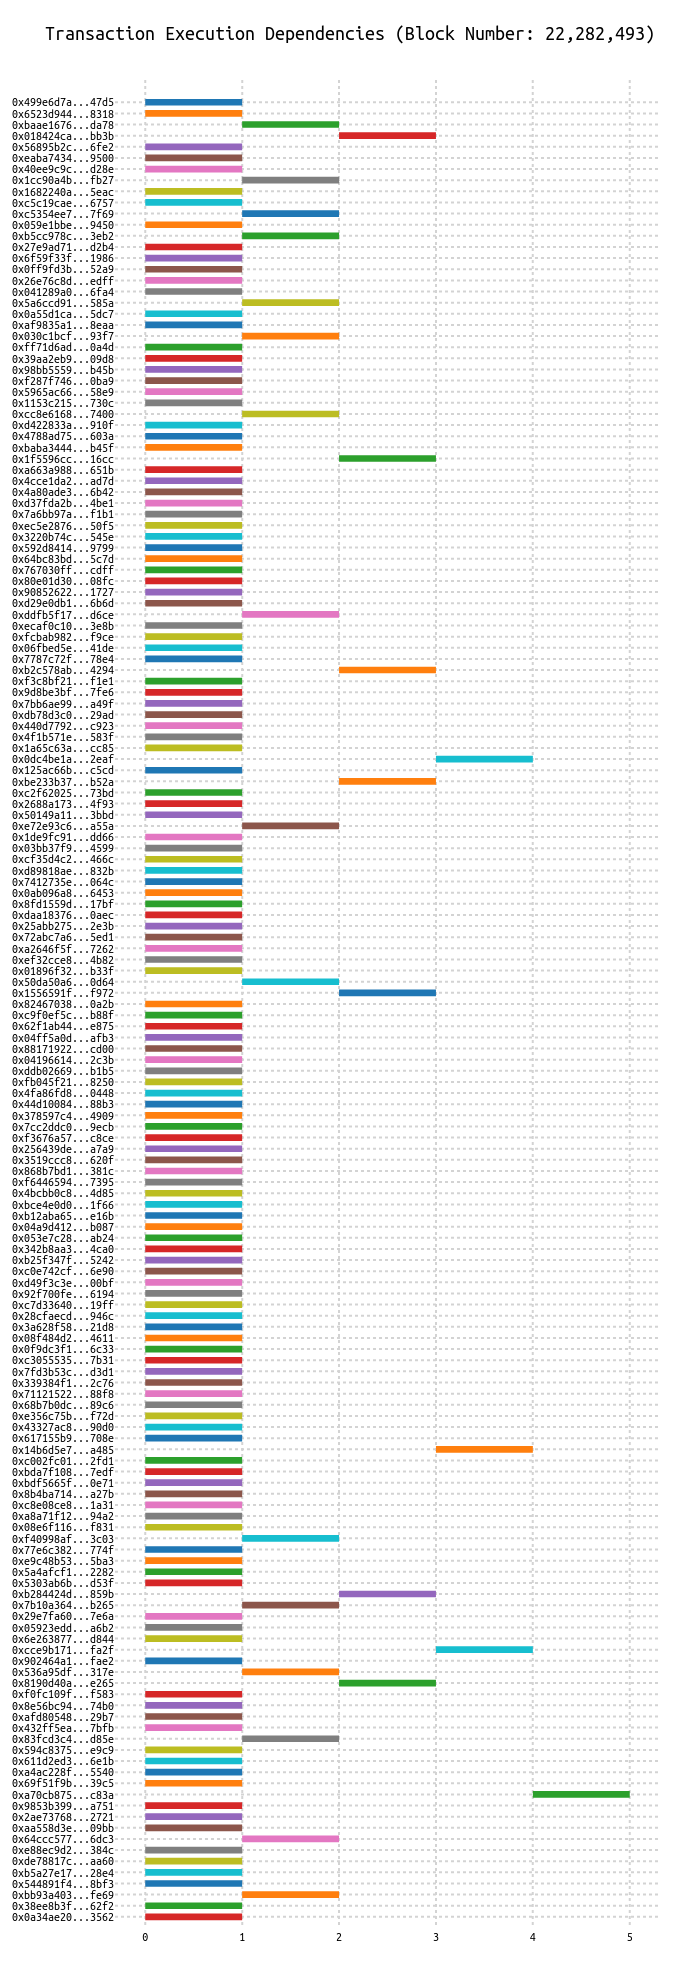 Transaction Execution Dependencies (Block Number: 22,282,493)
0x499e6d7a...47d5
0x6523d944...8318
0xbaae1676...da78
0x018424ca...bb3b
0x56895b2c...6fe2
0xeaba7434...9500
0x40ee9c9c...d28e
0x1cc90a4b...fb27
0x1682240a...5eac
0xc5c19cae...6757
0xc5354ee7...7f69
0x059e1bbe...9450
0xb5cc978c...3eb2
0x27e9ad71...d2b4
0x6f59f33f...1986
0x0ff9fd3b...52a9
0x26e76c8d...edff
0x041289a0...6fa4
0x5a6ccd91...585a
0x0a55d1ca...5dc7
0xaf9835a1...8eaa
0x030c1bcf...93f7
0xff71d6ad...0a4d
0x39aa2eb9...09d8
0x98bb5559...b45b
0xf287f746...0ba9
0x5965ac66...58e9
0x1153c215...730c
0xcc8e6168...7400
0xd422833a...910f
0x4788ad75...603a
0xbaba3444...b45f
0x1f5596cc...16cc
0xa663a988...651b
0x4cce1da2...ad7d
0x4a80ade3...6b42
0xd37fda2b...4be1
0x7a6bb97a...f1b1
0xec5e2876...50f5
0x3220b74c...545e
0x592d8414...9799
0x64bc83bd...5c7d
0x767030ff...cdff
0x80e01d30...08fc
0x90852622...1727
0xd29e0db1...6b6d
0xddfb5f17...d6ce
0xecaf0c10...3e8b
0xfcbab982...f9ce
0x06fbed5e...41de
0x7787c72f...78e4
0xb2c578ab...4294
0xf3c8bf21...f1e1
0x9d8be3bf...7fe6
0x7bb6ae99...a49f
0xdb78d3c0...29ad
0x440d7792...c923
0x4f1b571e...583f
0x1a65c63a...cc85
0x0dc4be1a...2eaf
0x125ac66b...c5cd
0xbe233b37...b52a
0xc2f62025...73bd
0x2688a173...4f93
0x50149a11...3bbd
0xe72e93c6...a55a
0x1de9fc91...dd66
0x03bb37f9...4599
0xcf35d4c2...466c
0xd89818ae...832b
0x7412735e...064c
0x0ab096a8...6453
0x8fd1559d...17bf
0xdaa18376...0aec
0x25abb275...2e3b
0x72abc7a6...5ed1
0xa2646f5f...7262
0xef32cce8...4b82
0x01896f32...b33f
0x50da50a6...0d64
0x1556591f...f972
0x82467038...0a2b
0xc9f0ef5c...b88f
0x62f1ab44...e875
0x04ff5a0d...afb3
0x88171922...cd00
0x04196614...2c3b
0xddb02669...b1b5
0xfb045f21...8250
0x4fa86fd8...0448
0x44d10084...88b3
0x378597c4...4909
0x7cc2ddc0...9ecb
0xf3676a57...c8ce
0x256439de...a7a9
0x3519ccc8...620f
0x868b7bd1...381c
0xf6446594...7395
0x4bcbb0c8...4d85
0xbce4e0d0...1f66
0xb12aba65...e16b
0x04a9d412...b087
0x053e7c28...ab24
0x342b8aa3...4ca0
0xb25f347f...5242
0xc0e742cf...6e90
0xd49f3c3e...00bf
0x92f700fe...6194
0xc7d33640...19ff
0x28cfaecd...946c
0x3a628f58...21d8
0x08f484d2...4611
0x0f9dc3f1...6c33
0xc3055535...7b31
0x7fd3b53c...d3d1
0x339384f1...2c76
0x71121522...88f8
0x68b7b0dc...89c6
0xe356c75b...f72d
0x43327ac8...90d0
0x617155b9...708e
0x14b6d5e7...a485
0xc002fc01...2fd1
0xbda7f108...7edf
0xbdf5665f...0e71
0x8b4ba714...a27b
0xc8e08ce8...1a31
0xa8a71f12...94a2
0x08e6f116...f831
0xf40998af...3c03
0x77e6c382...774f
0xe9c48b53...5ba3
0x5a4afcf1...2282
0x5303ab6b...d53f
0xb284424d...859b
0x7b10a364...b265
0x29e7fa60...7e6a
0x05923edd...a6b2
0x6e263877...d844
0xcce9b171...fa2f
0x902464a1...fae2
0x536a95df...317e
0x8190d40a...e265
0xf0fc109f...f583
0x8e56bc94...74b0
0xafd80548...29b7
0x432ff5ea...7bfb
0x83fcd3c4...d85e
0x594c8375...e9c9
0x611d2ed3...6e1b
0xa4ac228f...5540
0x69f51f9b...39c5
0xa70cb875...c83a
0x9853b399...a751
0x2ae73768...2721
0xaa558d3e...09bb
0x64ccc577...6dc3
0xe88ec9d2...384c
0xde78817c...aa60
0xb5a27e17...28e4
0x544891f4...8bf3
0xbb93a403...fe69
0x38ee8b3f...62f2
0x0a34ae20...3562
0 1 2 3 4 5